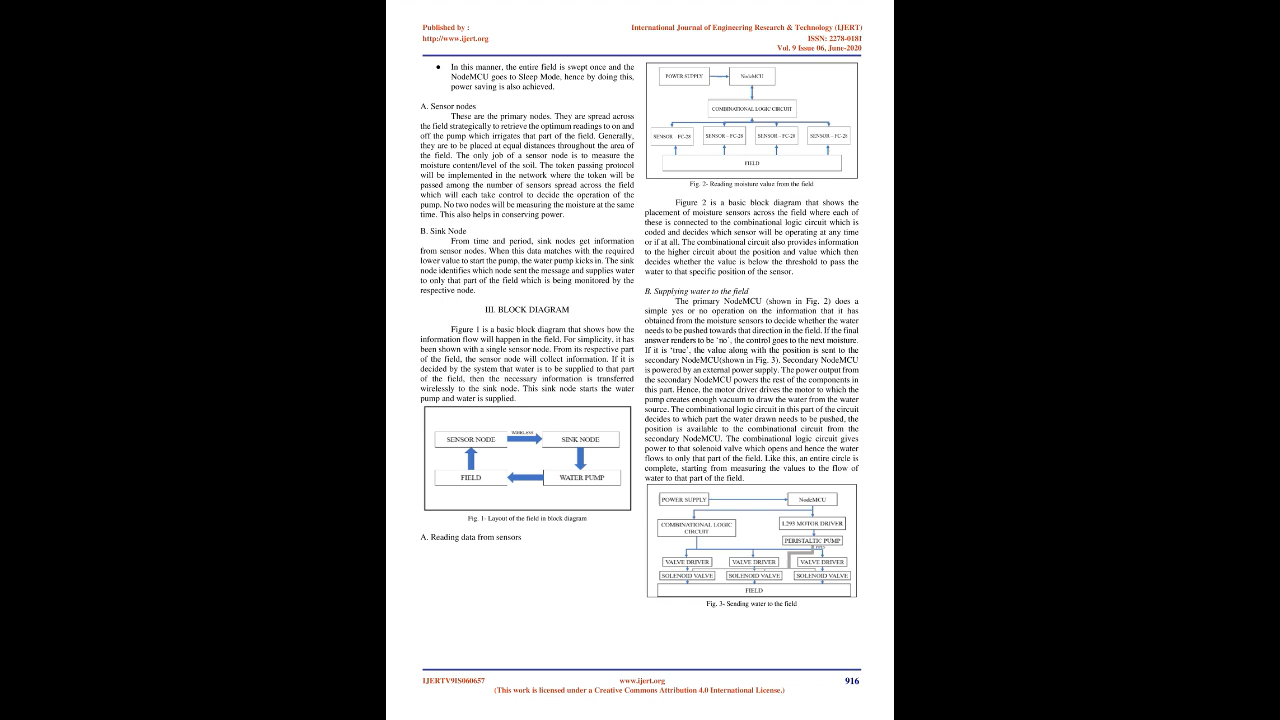 Published by :
http://www.ijert.org
International Journal of Engineering Research & Technology (IJERT)
ISSN: 2278-0181
Vol. 9 Issue 06, June-2020
● In this manner, the entire field is swept once and the
NodeMCU goes to Sleep Mode, hence by doing this,
power saving is also achieved.
A. Sensor nodes
These are the primary nodes. They are spread across
the field strategically to retrieve the optimum readings to on and
off the pump which irrigates that part of the field. Generally,
they are to be placed at equal distances throughout the area of
the field. The only job of a sensor node is to measure the
moisture content/level of the soil. The token passing protocol
will be implemented in the network where the token will be
passed among the number of sensors spread across the field
which will each take control to decide the operation of the
pump. No two nodes will be measuring the moisture at the same
time. This also helps in conserving power.
B. Sink Node
From time and period, sink nodes get information
from sensor nodes. When this data matches with the required
lower value to start the pump, the water pump kicks in. The sink
node identifies which node sent the message and supplies water
to only that part of the field which is being monitored by the
respective node.
III. BLOCK DIAGRAM
Figure 1 is a basic block diagram that shows how the
information flow will happen in the field. For simplicity, it has
been shown with a single sensor node. From its respective part
of the field, the sensor node will collect information. If it is
decided by the system that water is to be supplied to that part
of the field, then the necessary information is transferred
wirelessly to the sink node. This sink node starts the water
pump and water is supplied.
SENSOR NODE
WIRELESS
SINK NODE
FIELD
WATER PUMP
Fig. 1- Layout of the field in block diagram
A. Reading data from sensors
POWER SUPPLY
NodeMCU
COMBINATIONAL LOGIC CIRCUIT
SENSOR – FC-28
SENSOR – FC-28
SENSOR – FC-28
SENSOR – FC-28
FIELD
Fig. 2- Reading moisture value from the field
Figure 2 is a basic block diagram that shows the
placement of moisture sensors across the field where each of
these is connected to the combinational logic circuit which is
coded and decides which sensor will be operating at any time
or if at all. The combinational circuit also provides information
to the higher circuit about the position and value which then
decides whether the value is below the threshold to pass the
water to that specific position of the sensor.
B. Supplying water to the field
The primary NodeMCU (shown in Fig. 2) does a
simple yes or no operation on the information that it has
obtained from the moisture sensors to decide whether the water
needs to be pushed towards that direction in the field. If the final
answer renders to be ‘no’, the control goes to the next moisture.
If it is ‘true’, the value along with the position is sent to the
secondary NodeMCU(shown in Fig. 3). Secondary NodeMCU
is powered by an external power supply. The power output from
the secondary NodeMCU powers the rest of the components in
this part. Hence, the motor driver drives the motor to which the
pump creates enough vacuum to draw the water from the water
source. The combinational logic circuit in this part of the circuit
decides to which part the water drawn needs to be pushed, the
position is available to the combinational circuit from the
secondary NodeMCU. The combinational logic circuit gives
power to that solenoid valve which opens and hence the water
flows to only that part of the field. Like this, an entire circle is
complete, starting from measuring the values to the flow of
water to that part of the field.
POWER SUPPLY
NodeMCU
COMBINATIONAL LOGIC
CIRCUIT
L293 MOTOR DRIVER
PERISTALTIC PUMP
VALVE DRIVER
VALVE DRIVER
VALVE DRIVER
SOLENOID VALVE
SOLENOID VALVE
SOLENOID VALVE
FIELD
Fig. 3- Sending water to the field
IJERTV9IS060657
www.ijert.org
916
(This work is licensed under a Creative Commons Attribution 4.0 International License.)